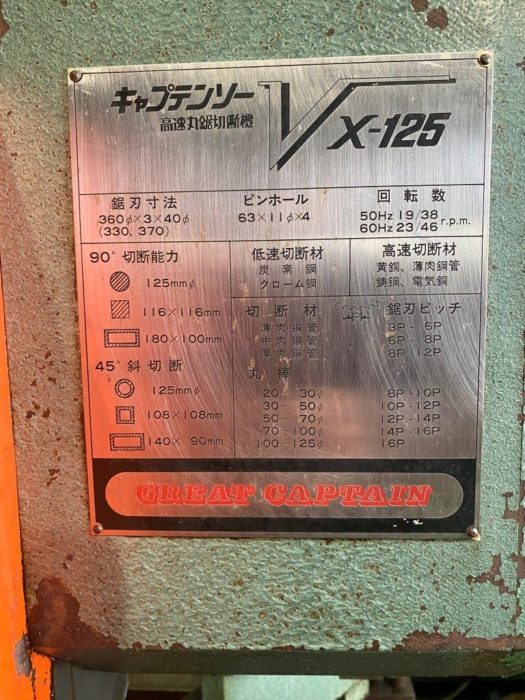 キャプテンソー
高速丸鋸切断機
V X-125
鋸刃寸法
360φ×3×40φ
(330, 370)
ピンホール
63×11φ×4
回転数
50Hz 19/38 r.p.m.
60Hz 23/46
90°切断能力
125mmφ
116×116mm
180×100mm
45°斜切断
125mmφ
108×108mm
140× 90mm
低速切断材
炭素鋼
クローム鋼
高速切断材
黄銅、薄肉鋼管
鋳鋼、電気鋼
切断材 鋸刃ピッチ
薄肉鋼管 3P - 6P
中肉鋼管 6P - 8P
厚肉鋼管 8P - 12P
丸棒
20 - 30φ 8P - 10P
30 - 50φ 10P - 12P
50 - 70φ 12P - 14P
70 - 100φ 14P - 16P
100 - 125φ 16P
GREAT CAPTAIN